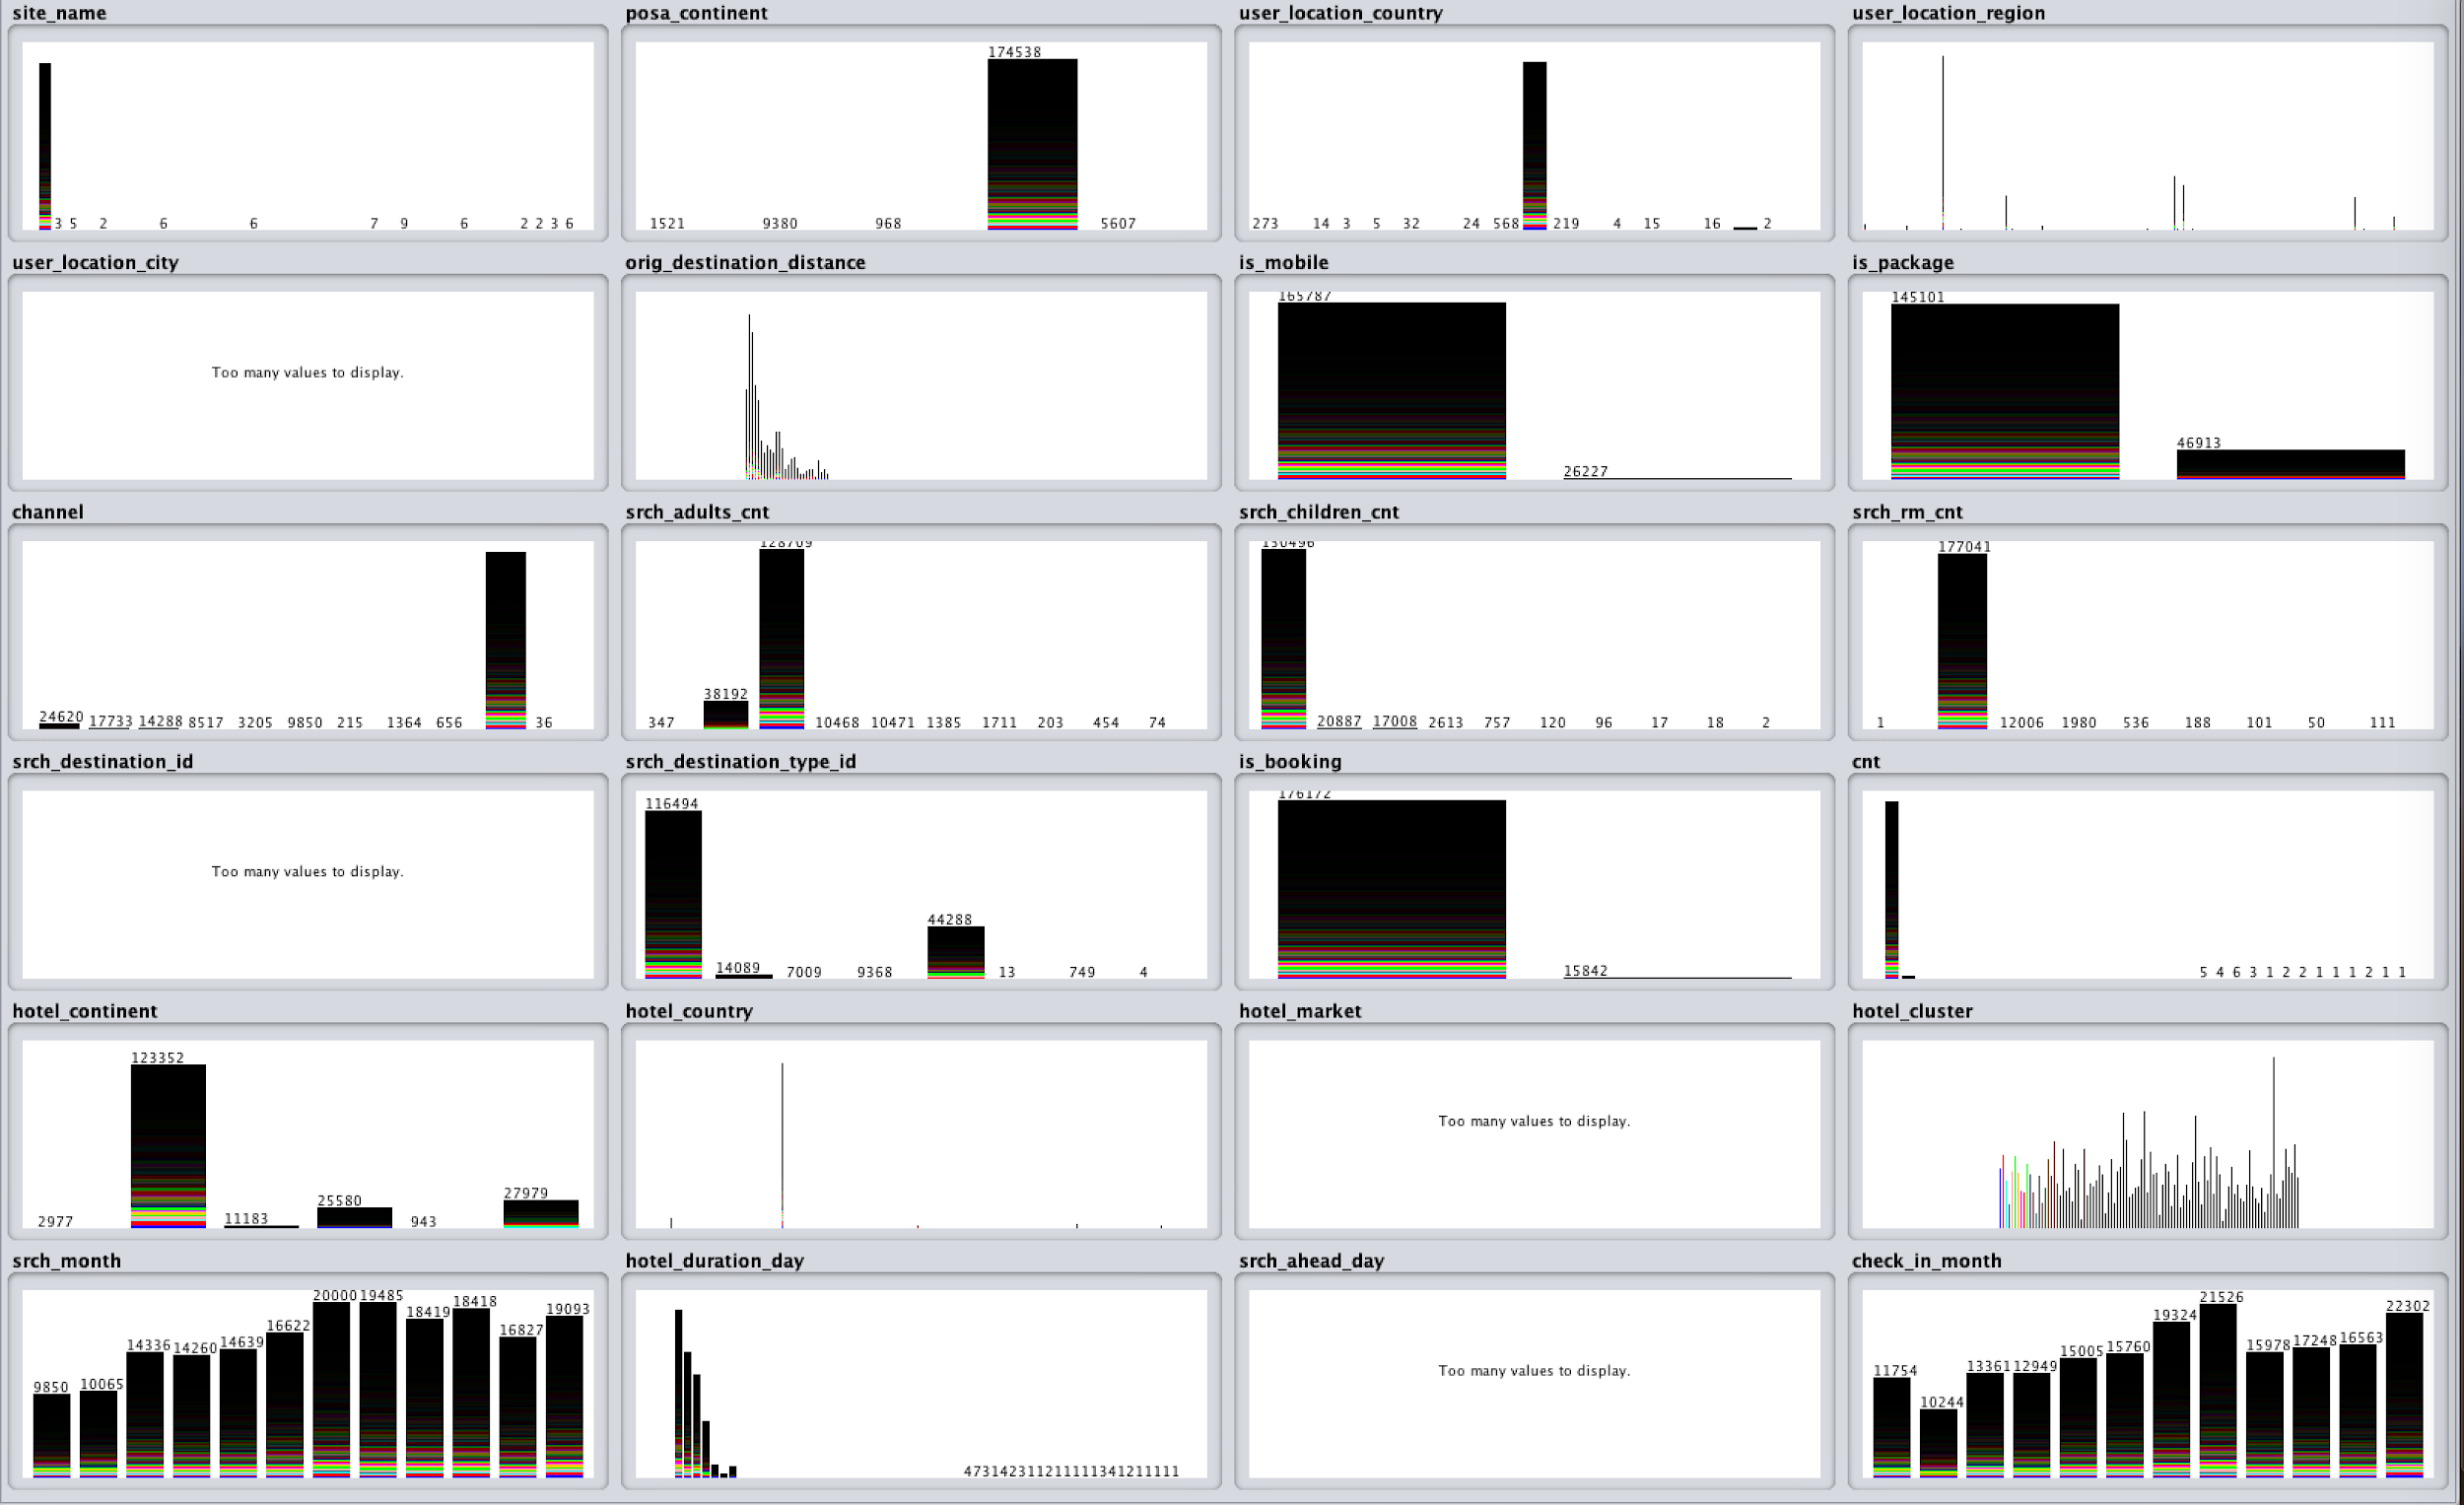 site_name
posa_continent
user_location_country
user_location_region
3 5 2 6 6 7 9 6 2 2 3 6
174538
1521 9380 968 5607
273 14 3 5 32 24 568 219 4 15 16 2
user_location_city
orig_destination_distance
is_mobile
is_package
Too many values to display.
165787
26227
145101
46913
channel
srch_adults_cnt
srch_children_cnt
srch_rm_cnt
24620 17733 14288 8517 3205 9850 215 1364 656 36
128709
38192
347 10468 10471 1385 1711 203 454 74
130496
20887 17008 2613 757 120 96 17 18 2
177041
1 12006 1980 536 188 101 50 111
srch_destination_id
srch_destination_type_id
is_booking
cnt
Too many values to display.
116494
44288
14089 7009 9368 13 749 4
176172
15842
5 4 6 3 1 2 2 1 1 1 2 1 1
hotel_continent
hotel_country
hotel_market
hotel_cluster
123352
25580
27979
2977 11183 943
Too many values to display.
srch_month
hotel_duration_day
srch_ahead_day
check_in_month
9850 10065 14336 14260 14639 16622 20000 19485 18419 18418 16827 19093
473142311211111341211111
Too many values to display.
11754 10244 13361 12949 15005 15760 19324 21526 15978 17248 16563 22302